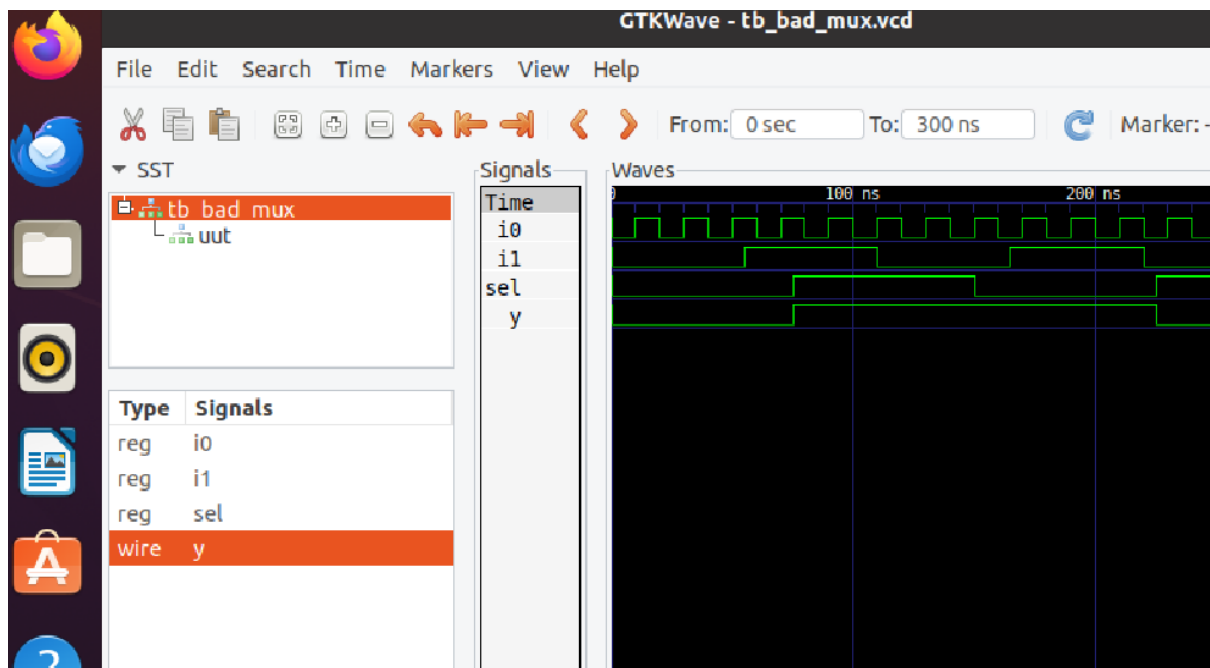 GTKWave - tb_bad_mux.vcd
File Edit Search Time Markers View Help
From: 0 sec To: 300 ns Marker: -
SST
tb_bad_mux
uut
Type Signals
reg i0
reg i1
reg sel
wire y
Signals
Time
i0
i1
sel
y
Waves
100 ns 200 ns